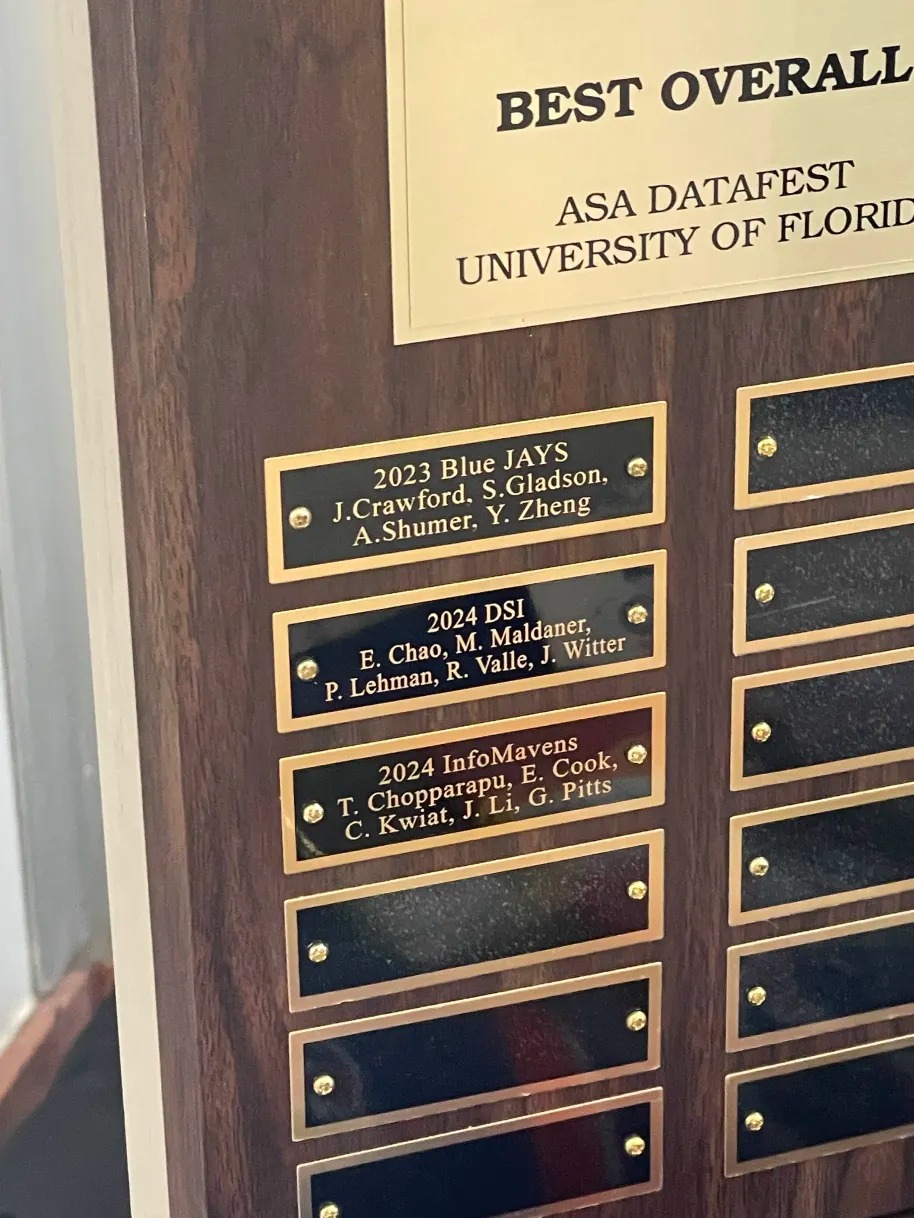 BEST OVERALL
ASA DATAFEST
UNIVERSITY OF FLORID
2023 Blue JAYS
J.Crawford. S.Gladson,
A.Shumer, Y. Zheng
2024 DSI
E. Chao, M. Maldaner,
P. Lehman, R. Valle, J. Witter
2024 InfoMavens
T. Chopparapu, E. Cook,
C. Kwiat, J. Li, G. Pitts